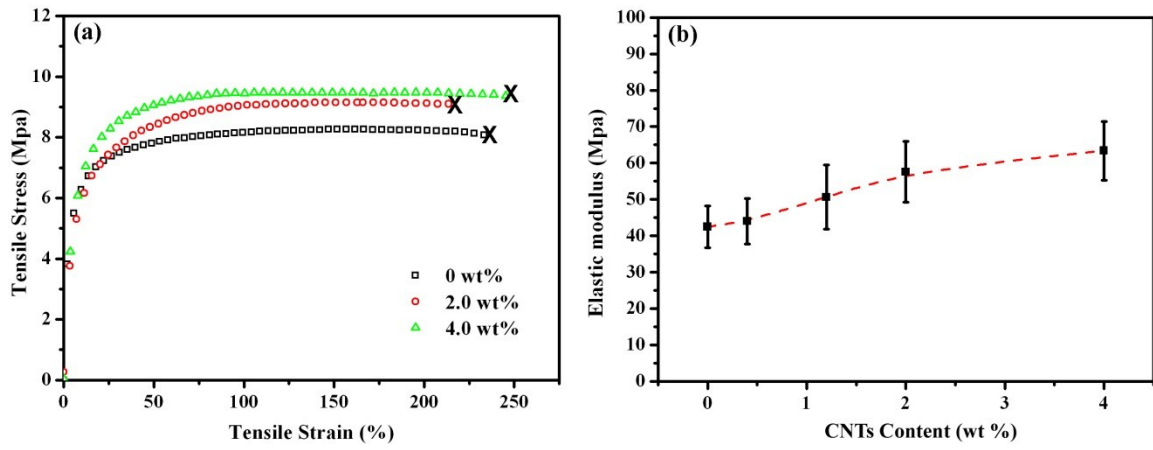 (a)
12
10
8
6
4
2
0
Tensile Stress (Mpa)
0 wt%
2.0 wt%
4.0 wt%
X
X
X
0 50 100 150 200 250
Tensile Strain (%)
(b)
100
90
80
70
60
50
40
30
20
10
0
Elastic modulus (Mpa)
0 1 2 3 4
CNTs Content (wt %)